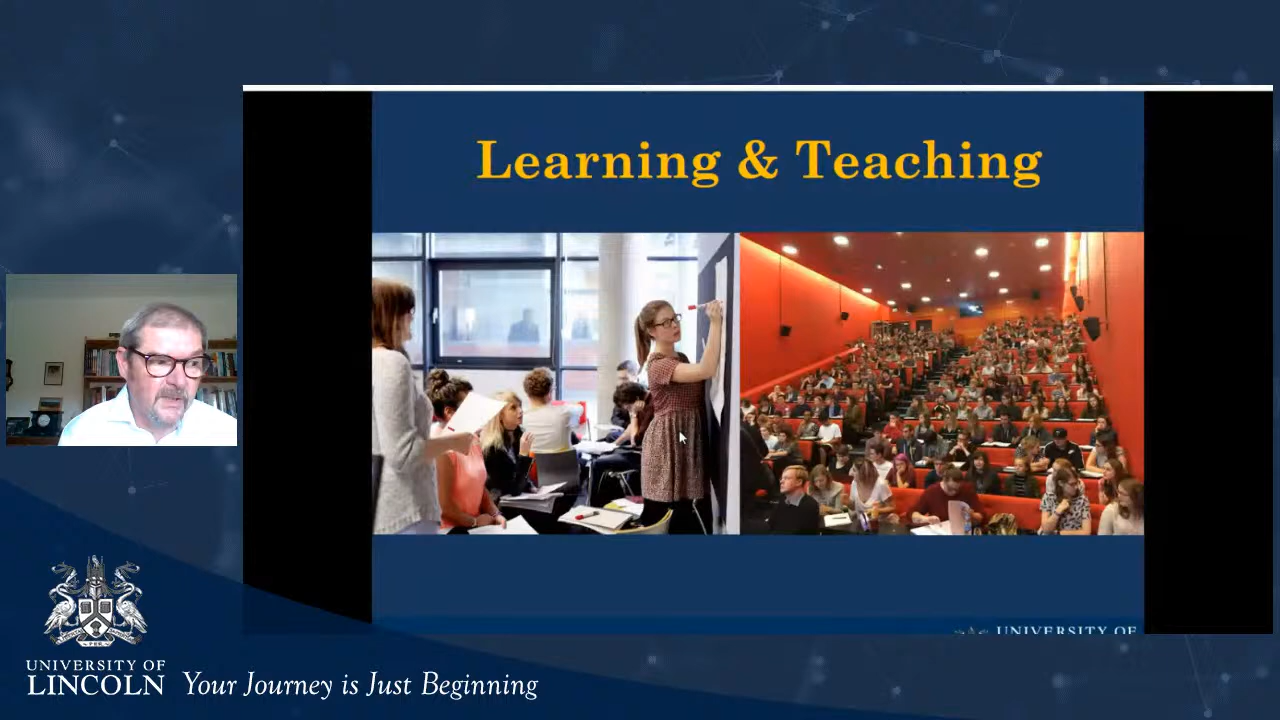 Learning & Teaching
UNIVERSITY OF
UNIVERSITY OF
LINCOLN
Your Journey is Just Beginning